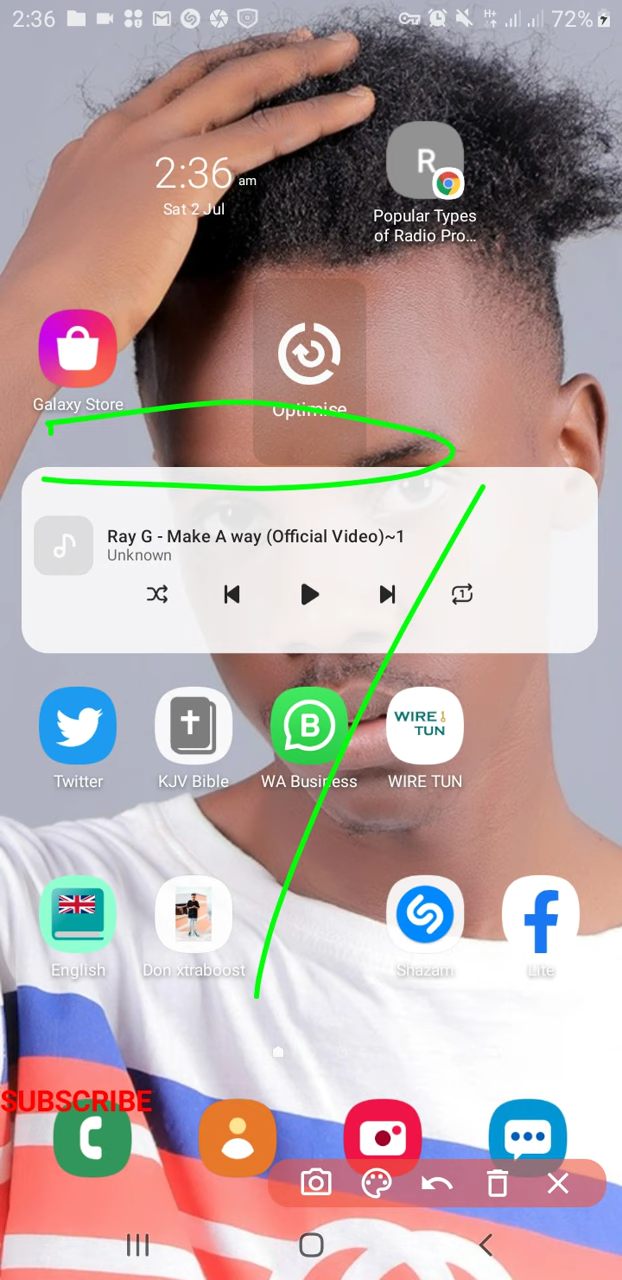 2:36
H+
72%
2:36 am
Sat 2 Jul
R
Popular Types
of Radio Pro...
Galaxy Store
Optimise
Ray G - Make A way (Official Video)~1
Unknown
1
Twitter
KJV Bible
B
WA Business
WIRE
TUN
WIRE TUN
English
Don xtraboost
Shazam
Lite
SUBSCRIBE